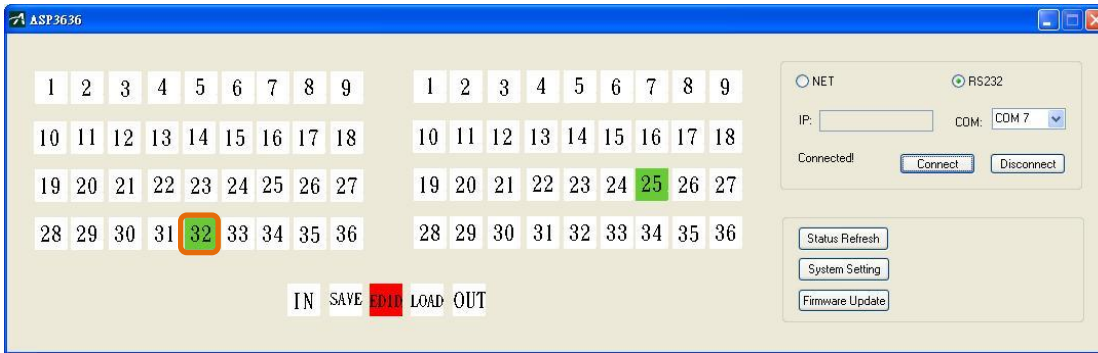 ASP3636
1 2 3 4 5 6 7 8 9
10 11 12 13 14 15 16 17 18
19 20 21 22 23 24 25 26 27
28 29 30 31 32 33 34 35 36
1 2 3 4 5 6 7 8 9
10 11 12 13 14 15 16 17 18
19 20 21 22 23 24 25 26 27
28 29 30 31 32 33 34 35 36
IN SAVE EDID LOAD OUT
NET RS232
IP: COM: COM 7
Connected! Connect Disconnect
Status Refresh
System Setting
Firmware Update